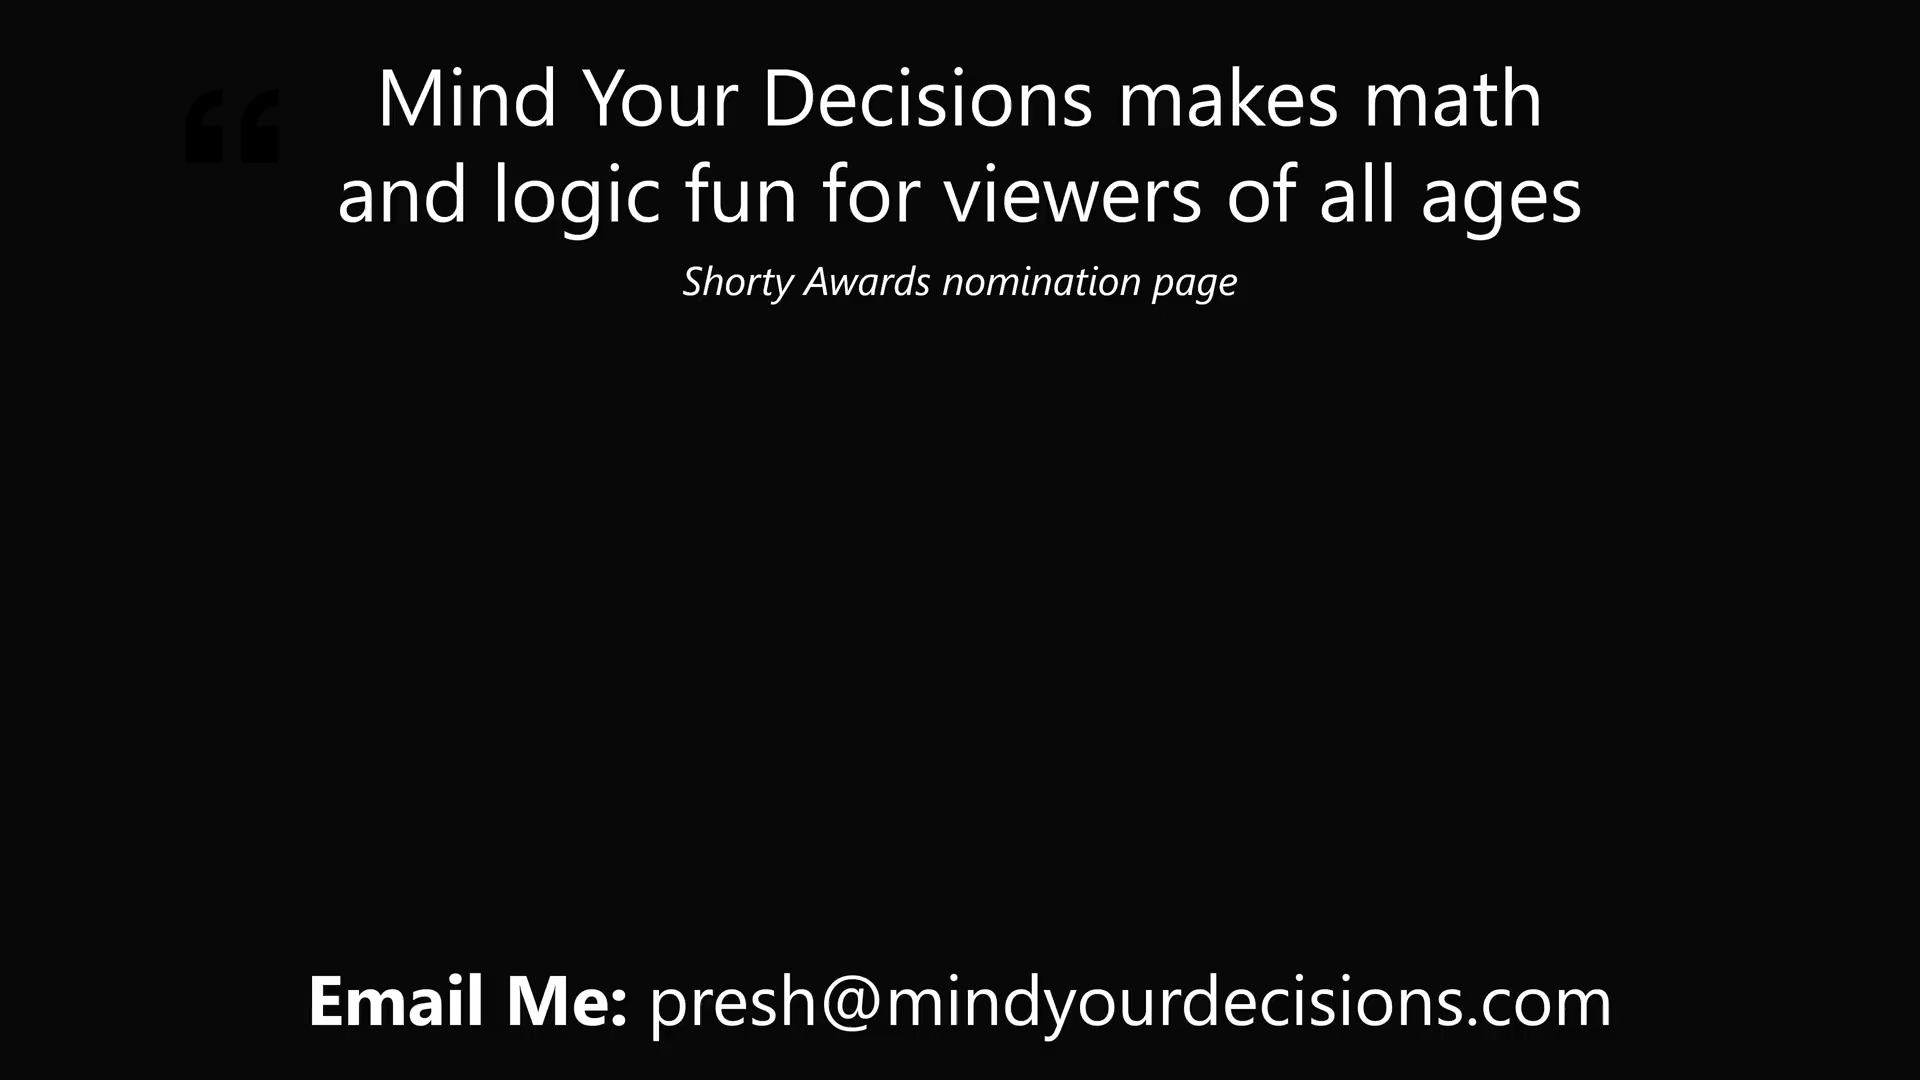 “
Mind Your Decisions makes math
and logic fun for viewers of all ages
Shorty Awards nomination page
Email Me: presh@mindyourdecisions.com